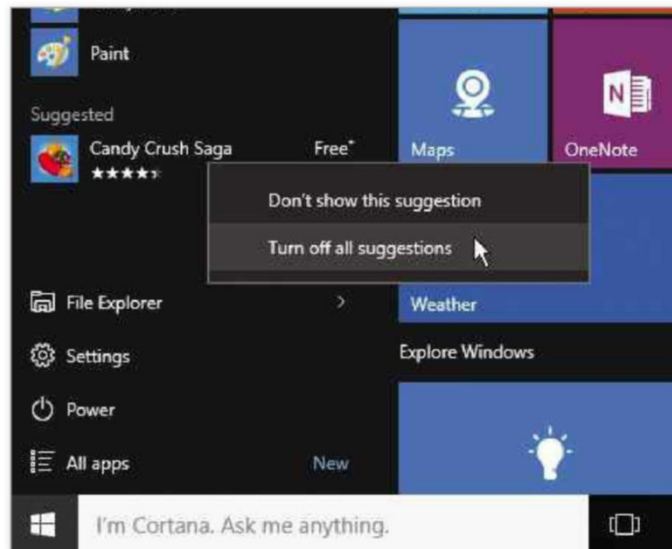 Paint
Suggested
Candy Crush Saga
Free*
Maps
OneNote
Don't show this suggestion
Turn off all suggestions
File Explorer
Weather
Settings
Explore Windows
Power
All apps
New
I'm Cortana. Ask me anything.